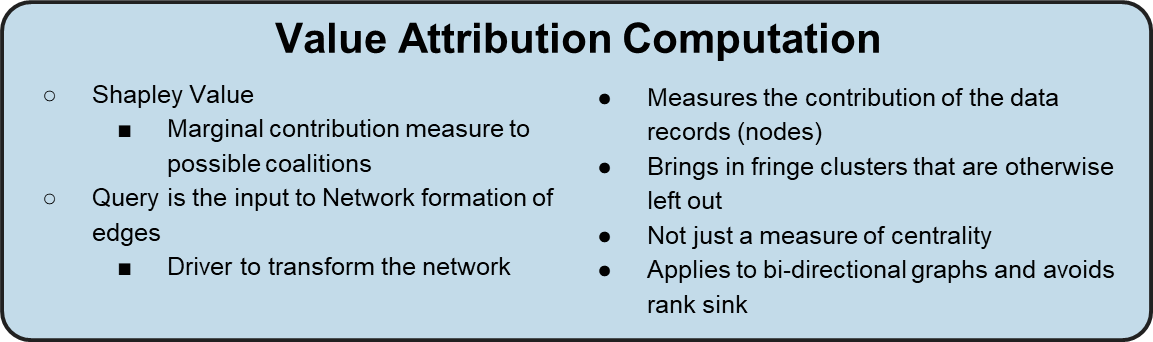 Value Attribution Computation
○ Shapley Value
■ Marginal contribution measure to
possible coalitions
○ Query is the input to Network formation of
edges
■ Driver to transform the network
● Measures the contribution of the data
records (nodes)
● Brings in fringe clusters that are otherwise
left out
● Not just a measure of centrality
● Applies to bi-directional graphs and avoids
rank sink